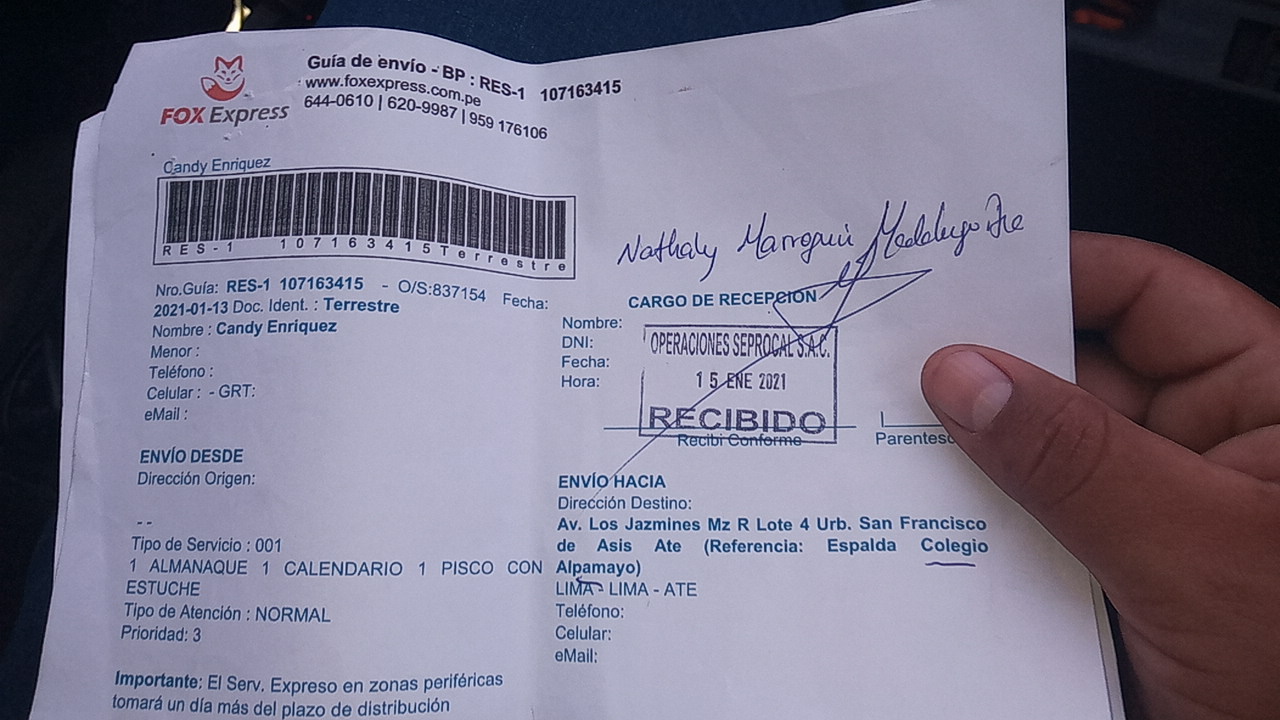 FOX Express
Guía de envío - BP : RES-1 107163415
www.foxexpress.com.pe
644-0610 | 620-9987 | 959 176106
Candy Enriquez
RES-1 107163415Terrestre
Nro.Guía: RES-1 107163415 - O/S:837154 Fecha:
2021-01-13 Doc. Ident. : Terrestre
Nombre : Candy Enriquez
Menor :
Teléfono :
Celular : - GRT:
eMail :
ENVÍO DESDE
Dirección Origen:
--
Tipo de Servicio : 001
1 ALMANAQUE 1 CALENDARIO 1 PISCO CON
ESTUCHE
Tipo de Atención : NORMAL
Prioridad: 3
Importante: El Serv. Expreso en zonas periféricas
tomará un día más del plazo de distribución
Nathaly
CARGO DE RECEPCIÓN
Nombre:
DNI:
Fecha:
Hora:
OPERACIONES SEPROCAL S.A.C.
15 ENE 2021
RECIBIDO
Recibi Conforme
Parentesc
ENVÍO HACIA
Dirección Destino:
Av. Los Jazmines Mz R Lote 4 Urb. San Francisco
de Asis Ate (Referencia: Espalda Colegio
Alpamayo)
LIMA - LIMA - ATE
Teléfono:
Celular:
eMail: